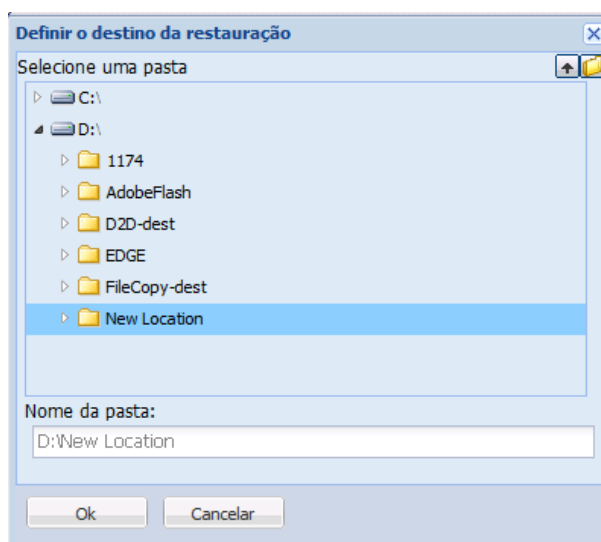 Definir o destino da restauração
Selecione uma pasta
C:\
D:\
1174
AdobeFlash
D2D-dest
EDGE
FileCopy-dest
New Location
Nome da pasta:
D:\New Location
Ok
Cancelar